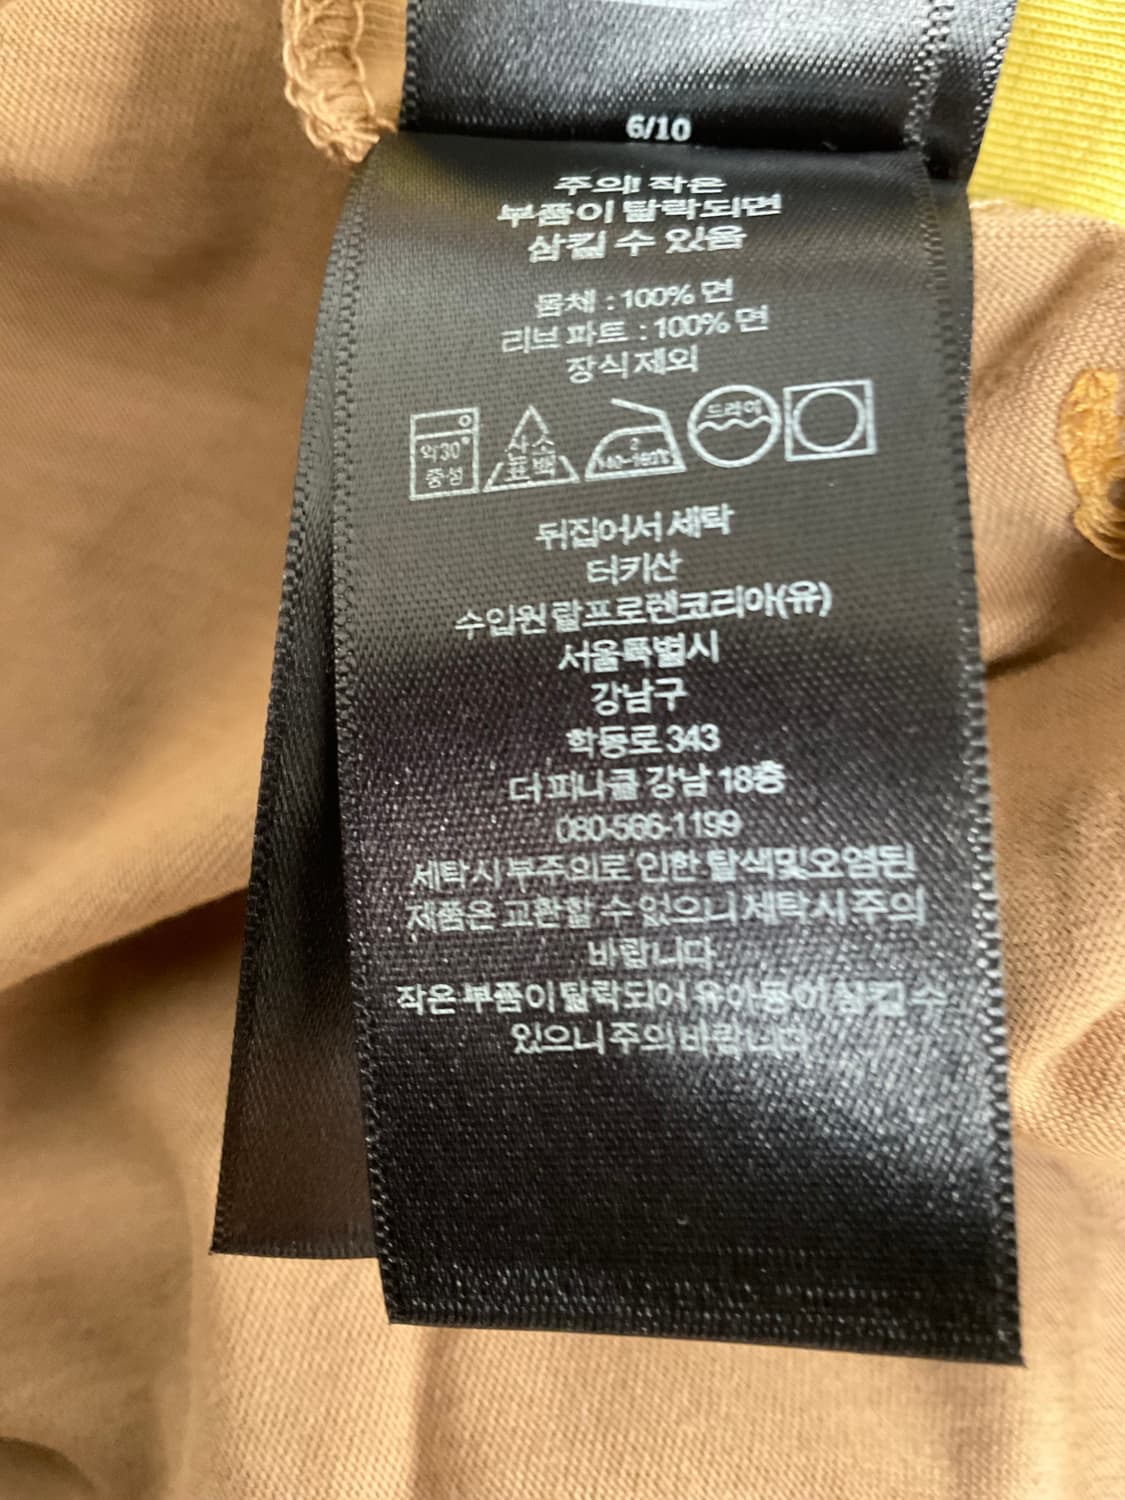 6/10
주의! 작은
부품이 탈락되면
삼킬 수 있음
몸체 : 100% 면
리브 파트 : 100% 면
장식 제외
약30°
중성
산소
표백
2
140-160℃
드라이
뒤집어서 세탁
터키산
수입원 랄프로렌코리아(유)
서울특별시
강남구
학동로 343
더 피나클 강남 18층
080-566-1199
세탁시 부주의로 인한 탈색및오염된
제품은 교환할 수 없으니 세탁시 주의
바랍니다
작은 부품이 탈락되어 유아동이 삼킬 수
있으니 주의 바랍니다